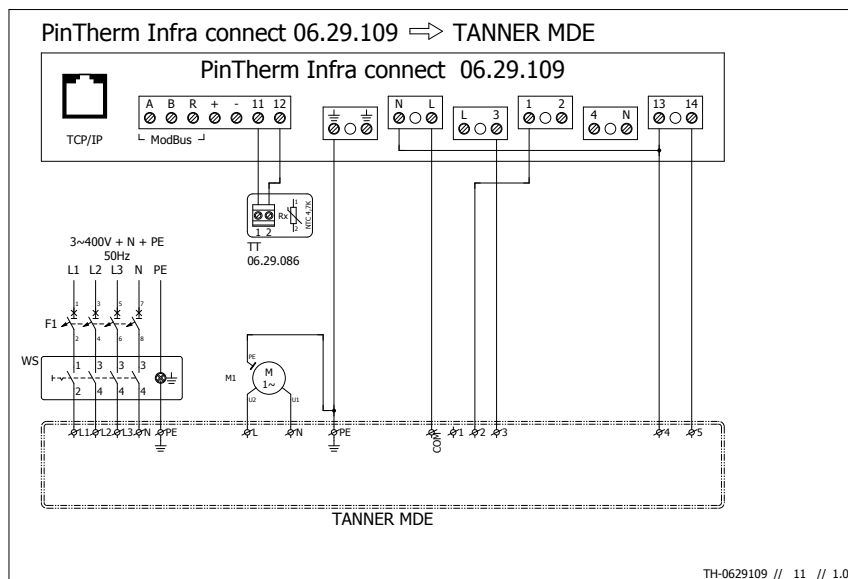 PinTherm Infra connect 06.29.109 ⇨ TANNER MDE
PinTherm Infra connect 06.29.109
A B R + - 11 12
N L
L 3
1 2
4 N
13 14
TCP/IP
ModBus
Rx
1
2
NTC 4,7K
1 2
TT
06.29.086
3~400V + N + PE
50Hz
L1 L2 L3 N PE
1 3 5 7
F1
2 4 6 8
WS
1 3 3 3
2 4 4 4
PE
M1
M
1~
U2 U1
L1 L2 L3 N PE
L N PE
COM 1 2 3
4 5
TANNER MDE
TH-0629109 // 11 // 1.0